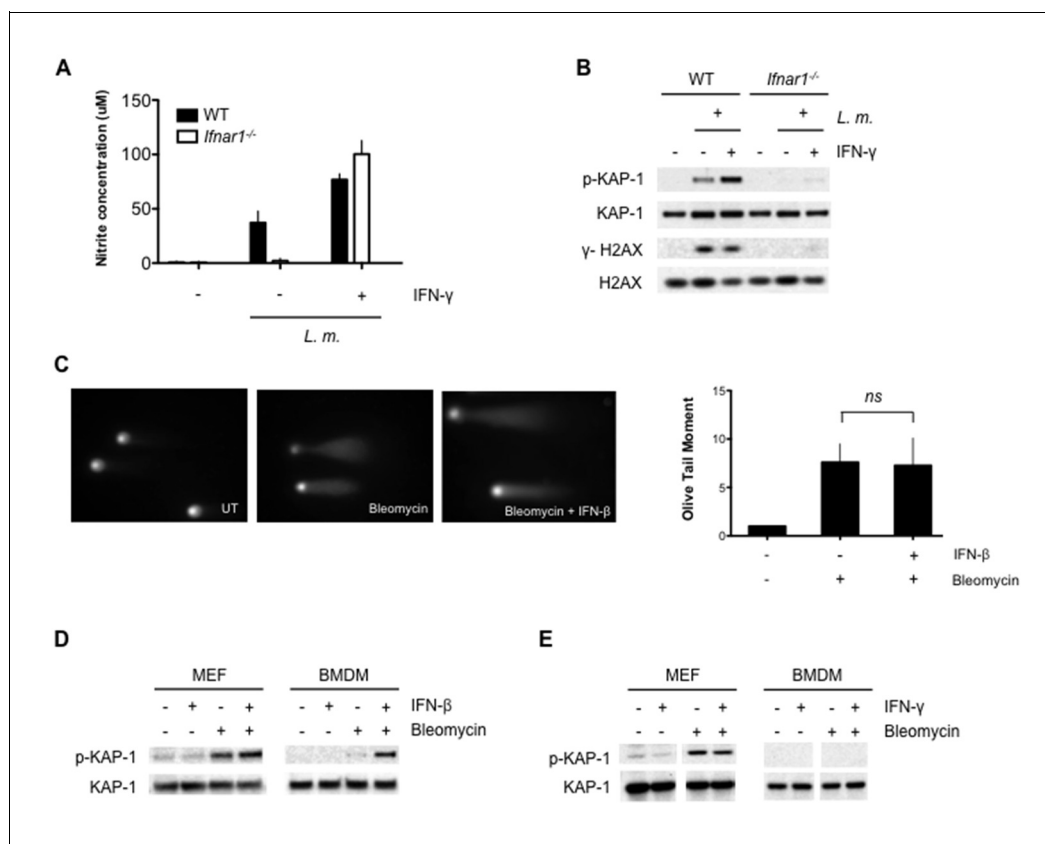 A
Nitrite concentration (uM)
150
100
50
0
WT
Ifnar1-/-
- - + IFN-γ
L. m.
B
WT Ifnar1-/-
+ + L. m.
- - + - - + IFN-γ
p-KAP-1
KAP-1
γ- H2AX
H2AX
C
UT
Bleomycin
Bleomycin + IFN-β
Olive Tail Moment
15
10
5
0
ns
- - + IFN-β
- + + Bleomycin
D
MEF BMDM
- + - + - + - + IFN-β
- - + + - - + + Bleomycin
p-KAP-1
KAP-1
E
MEF BMDM
- + - + - + - + IFN-γ
- - + + - - + + Bleomycin
p-KAP-1
KAP-1